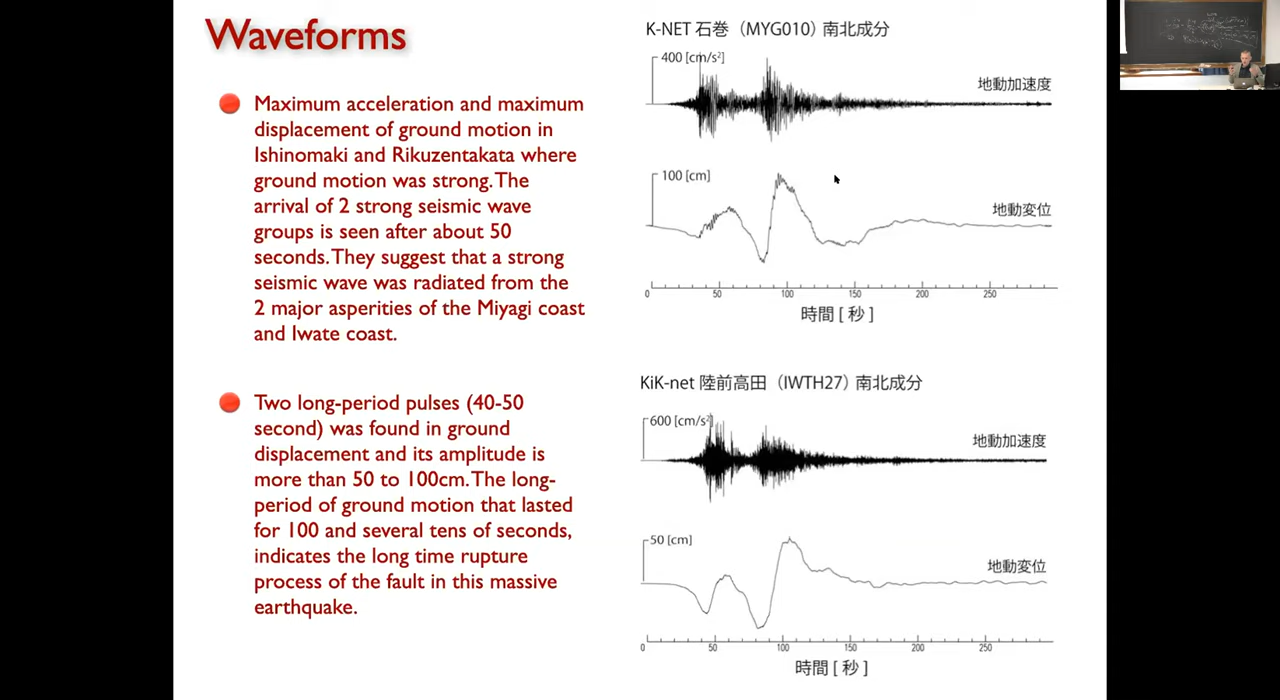 Waveforms
Maximum acceleration and maximum
displacement of ground motion in
Ishinomaki and Rikuzentakata where
ground motion was strong. The
arrival of 2 strong seismic wave
groups is seen after about 50
seconds. They suggest that a strong
seismic wave was radiated from the
2 major asperities of the Miyagi coast
and Iwate coast.
Two long-period pulses (40-50
second) was found in ground
displacement and its amplitude is
more than 50 to 100cm. The long-
period of ground motion that lasted
for 100 and several tens of seconds,
indicates the long time rupture
process of the fault in this massive
earthquake.
K-NET 石巻（MYG010）南北成分
400 [cm/s²]
地動加速度
100 [cm]
地動変位
0 50 100 150 200 250
時間 [ 秒 ]
KiK-net 陸前高田（IWTH27）南北成分
600 [cm/s²]
地動加速度
50 [cm]
地動変位
0 50 100 150 200 250
時間 [ 秒 ]